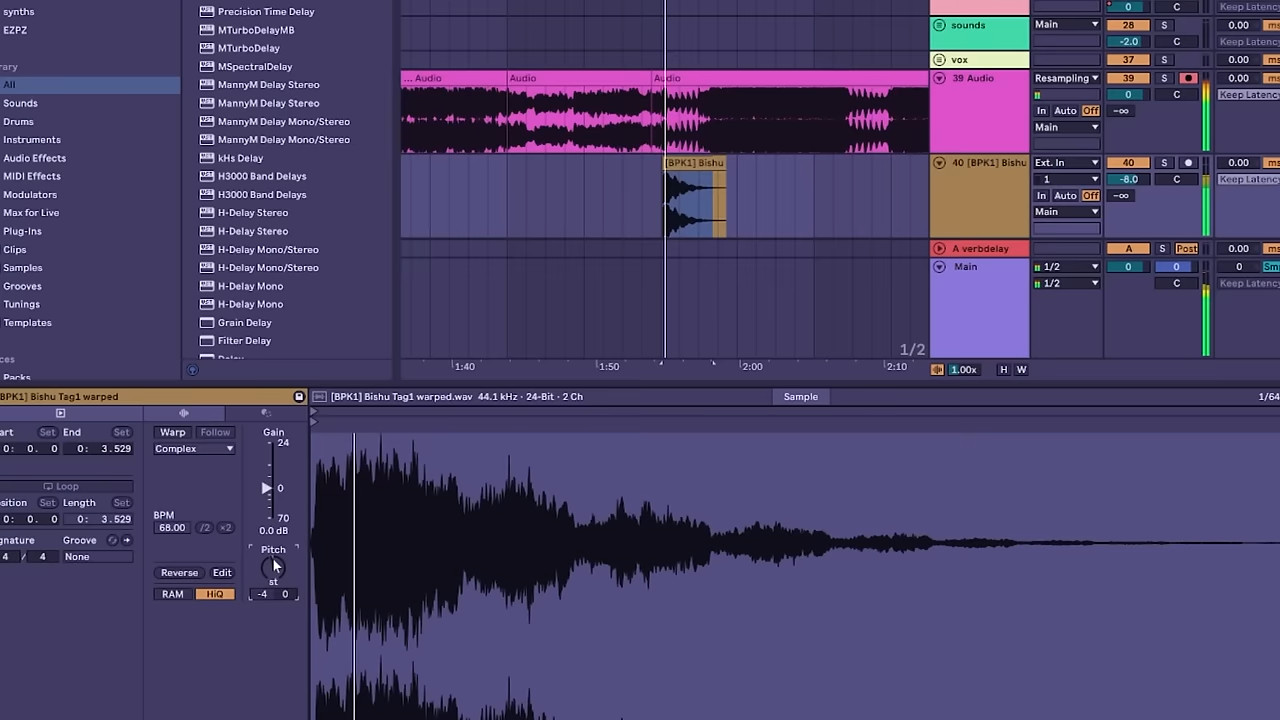 synths
EZPZ
rary
All
Sounds
Drums
Instruments
Audio Effects
MIDI Effects
Modulators
Max for Live
Plug-Ins
Clips
Samples
Grooves
Tunings
Templates
ces
Packs
Precision Time Delay
MTurboDelayMB
MTurboDelay
MSpectralDelay
MannyM Delay Stereo
MannyM Delay Stereo
MannyM Delay Mono/Stereo
MannyM Delay Mono/Stereo
kHs Delay
H3000 Band Delays
H3000 Band Delays
H-Delay Stereo
H-Delay Stereo
H-Delay Mono/Stereo
H-Delay Mono/Stereo
H-Delay Mono
H-Delay Mono
Grain Delay
Filter Delay
Delay
... Audio Audio Audio
[BPK1] Bishu
1/2
1:40 1:50 2:00 2:10
0 C Keep Latency
sounds Main 28 S 0.00 ms
-2.0 C Keep Latency
vox 37 S 0.00 ms
39 Audio Resampling 39 S 0.00 ms
0 C Keep Latency
In Auto Off -∞
Main
40 [BPK1] Bishu Ext. In 40 S 0.00 ms
1 -8.0 C Keep Latency
In Auto Off -∞
Main
A verbdelay A S Post 0.00 ms
Main 1/2 0 0 0 Sm
1/2 C Keep Latency
1.00x H W
BPK1] Bishu Tag1 warped
[BPK1] Bishu Tag1 warped.wav 44.1 kHz · 24-Bit · 2 Ch Sample 1/64
art Set End Set
0: 0. 0 0: 3.529
Loop
osition Set Length Set
0: 0. 0 0: 3.529
gnature Groove
4 / 4 None
Warp Follow
Complex
BPM
68.00 /2 ×2
Reverse Edit
RAM HiQ
Gain
24
0
70
0.0 dB
Pitch
st
-4 0